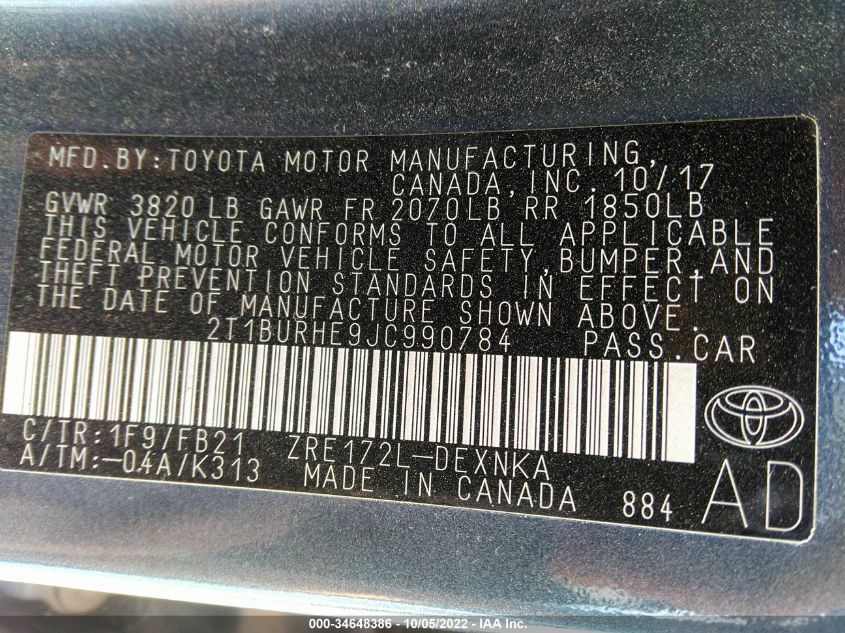 MFD.BY:TOYOTA MOTOR MANUFACTURING,
CANADA,INC. 10/17
GVWR 3820 LB GAWR FR 2070LB RR 1850LB
THIS VEHICLE CONFORMS TO ALL APPLICABLE
FEDERAL MOTOR VEHICLE SAFETY,BUMPER,AND
THEFT PREVENTION STANDARDS IN EFFECT ON
THE DATE OF MANUFACTURE SHOWN ABOVE.
2T1BURHE9JC990784 PASS.CAR
C/TR:1F9/FB21 ZRE172L-DEXNKA
A/TM:-04A/K313 MADE IN CANADA 884 AD
000-34648386 - 10/05/2022 - IAA Inc.